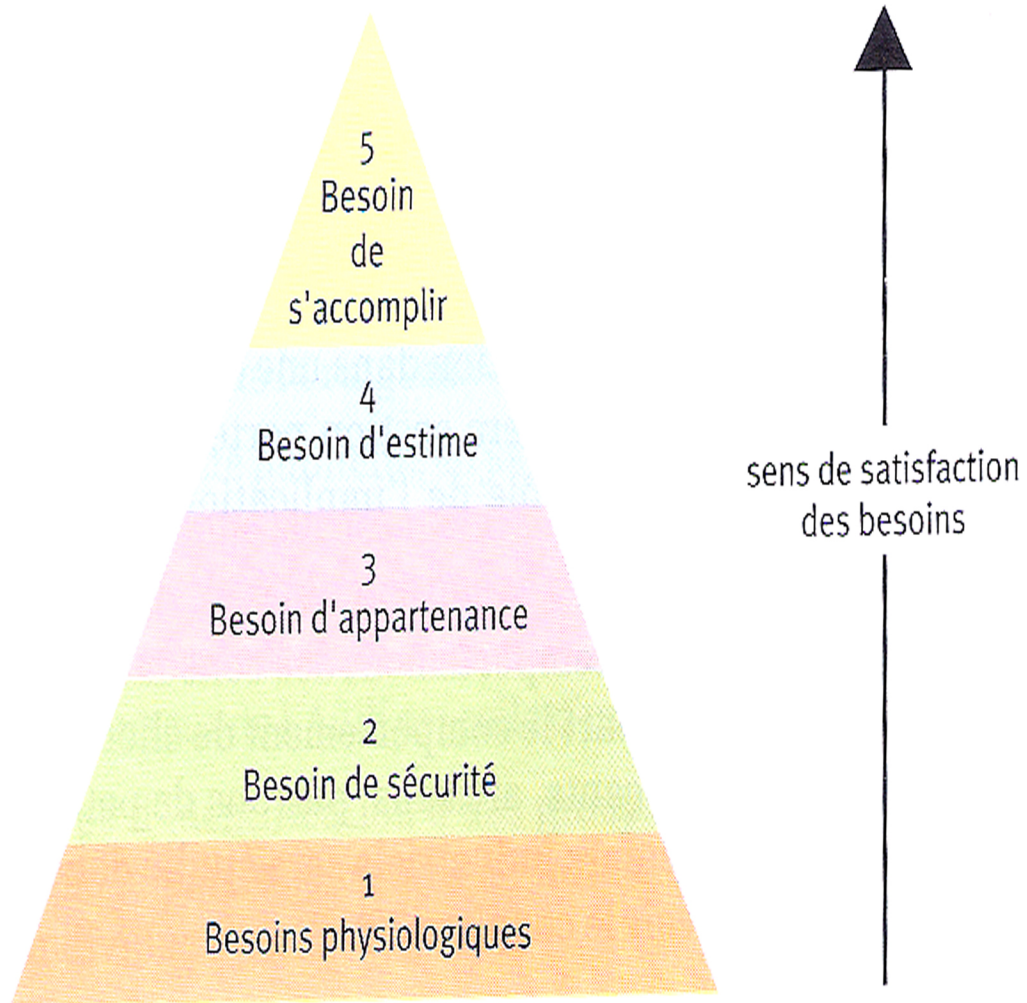 5
Besoin
de
s'accomplir
4
Besoin d'estime
3
Besoin d'appartenance
2
Besoin de sécurité
1
Besoins physiologiques
sens de satisfaction
des besoins